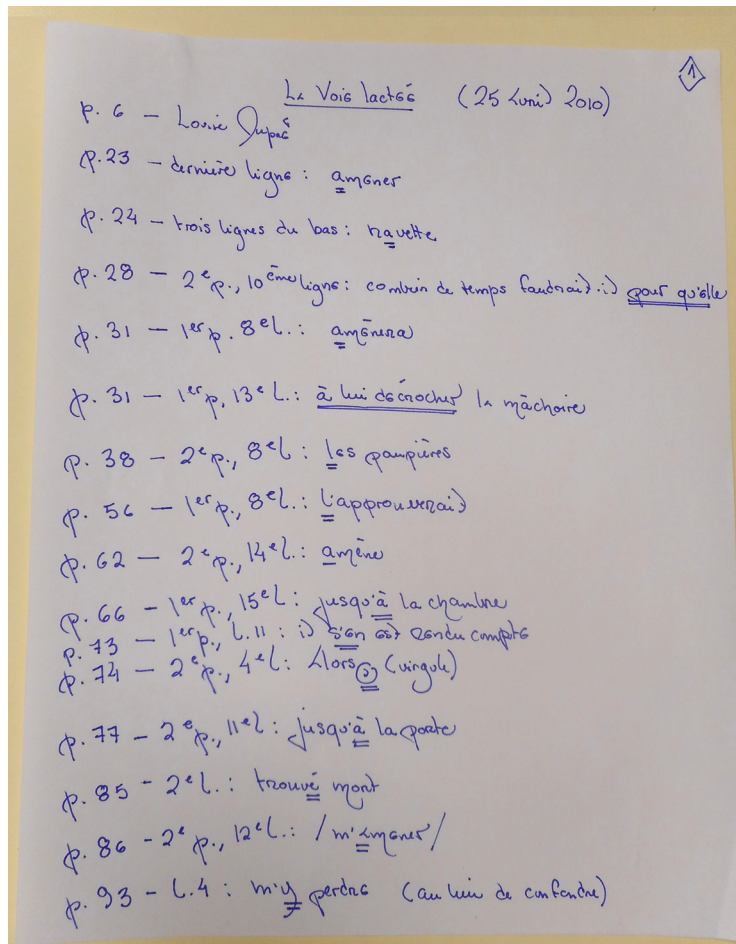 1
La Voie lactée (25 avril 2010)
p. 6 – Louise Dupré
p. 23 – dernière ligne : amener
p. 24 – trois lignes du bas : navette
p. 28 – 2e p., 10ème ligne : combien de temps faudrait-il pour qu'elle
p. 31 – 1er p. 8e l. : amènera
p. 31 – 1er p, 13e l. : à lui décrocher la mâchoire
p. 38 – 2e p., 8e l : les paupières
p. 56 – 1er p., 8e l. : l'approuverait
p. 62 – 2e p., 14e l. : amène
p. 66 – 1er p., 15e l : jusqu'à la chambre
p. 73 – 1er p., l. 11 : il s'en est rendu compte
p. 74 – 2e p., 4e l : Alors , (virgule)
p. 77 – 2e p., 11e l : jusqu'à la porte
p. 85 – 2e l. : trouvé mort
p. 86 – 2e p., 12e l. : / m'amener /
p. 93 – l. 4 : m'y perdre (au lieu de confondre)